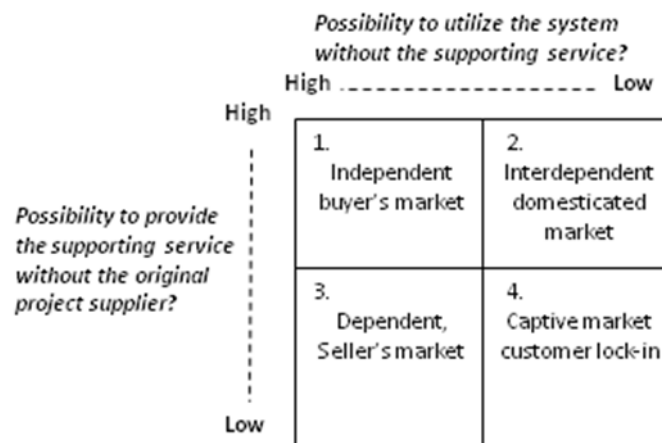 Possibility to utilize the system
without the supporting service?
High
Low
High
Possibility to provide
the supporting service
without the original
project supplier?
Low
1.
Independent
buyer's market
2.
Interdependent
domesticated
market
3.
Dependent,
Seller's market
4.
Captive market
customer lock-in